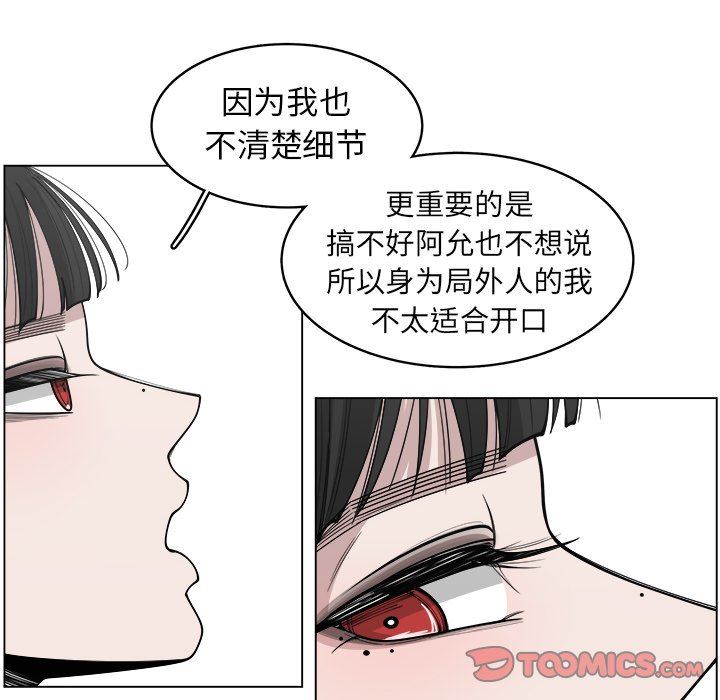 因为我也
不清楚细节
更重要的是
搞不好阿允也不想说
所以身为局外人的我
不太适合开口
TOOMICS.COM